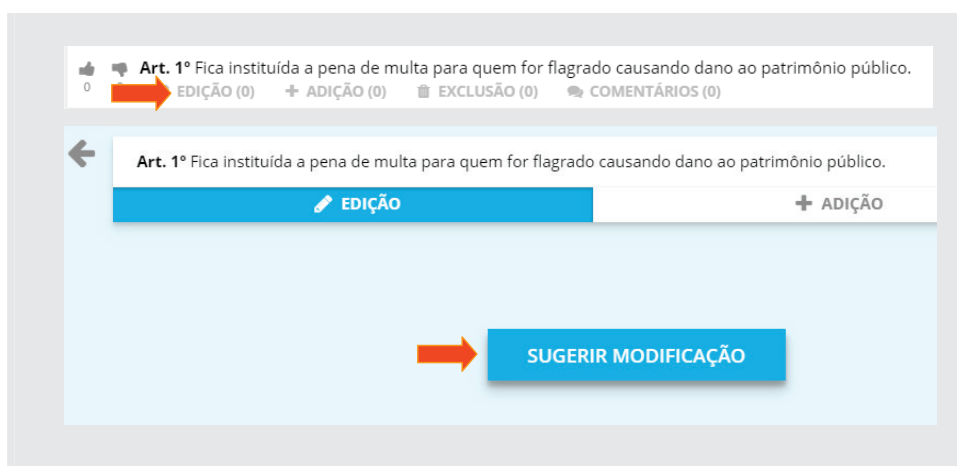 Art. 1º Fica instituída a pena de multa para quem for flagrado causando dano ao patrimônio público.
0 EDIÇÃO (0) ADIÇÃO (0) EXCLUSÃO (0) COMENTÁRIOS (0)
Art. 1º Fica instituída a pena de multa para quem for flagrado causando dano ao patrimônio público.
EDIÇÃO ADIÇÃO
SUGERIR MODIFICAÇÃO